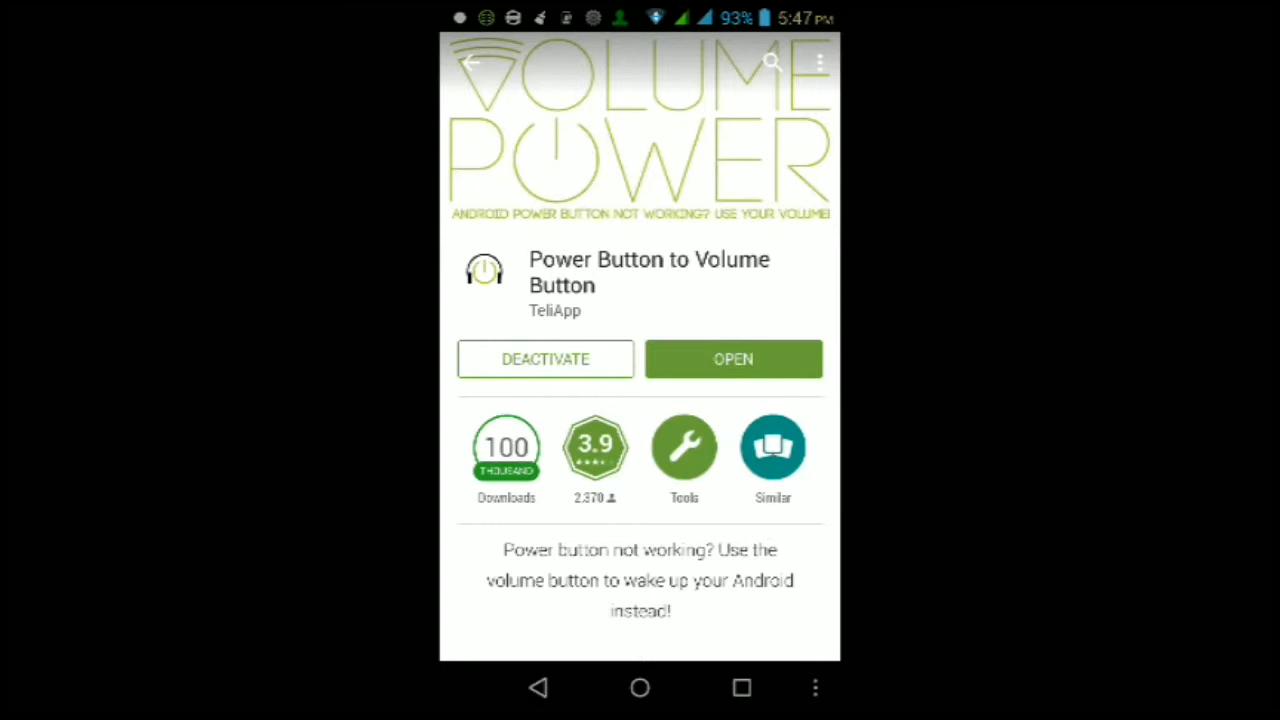 93% 5:47 PM
VOLUME
POWER
ANDROID POWER BUTTON NOT WORKING? USE YOUR VOLUME!
Power Button to Volume
Button
TeliApp
DEACTIVATE OPEN
100 3.9
THOUSAND
Downloads 2,370 Tools Similar
Power button not working? Use the
volume button to wake up your Android
instead!